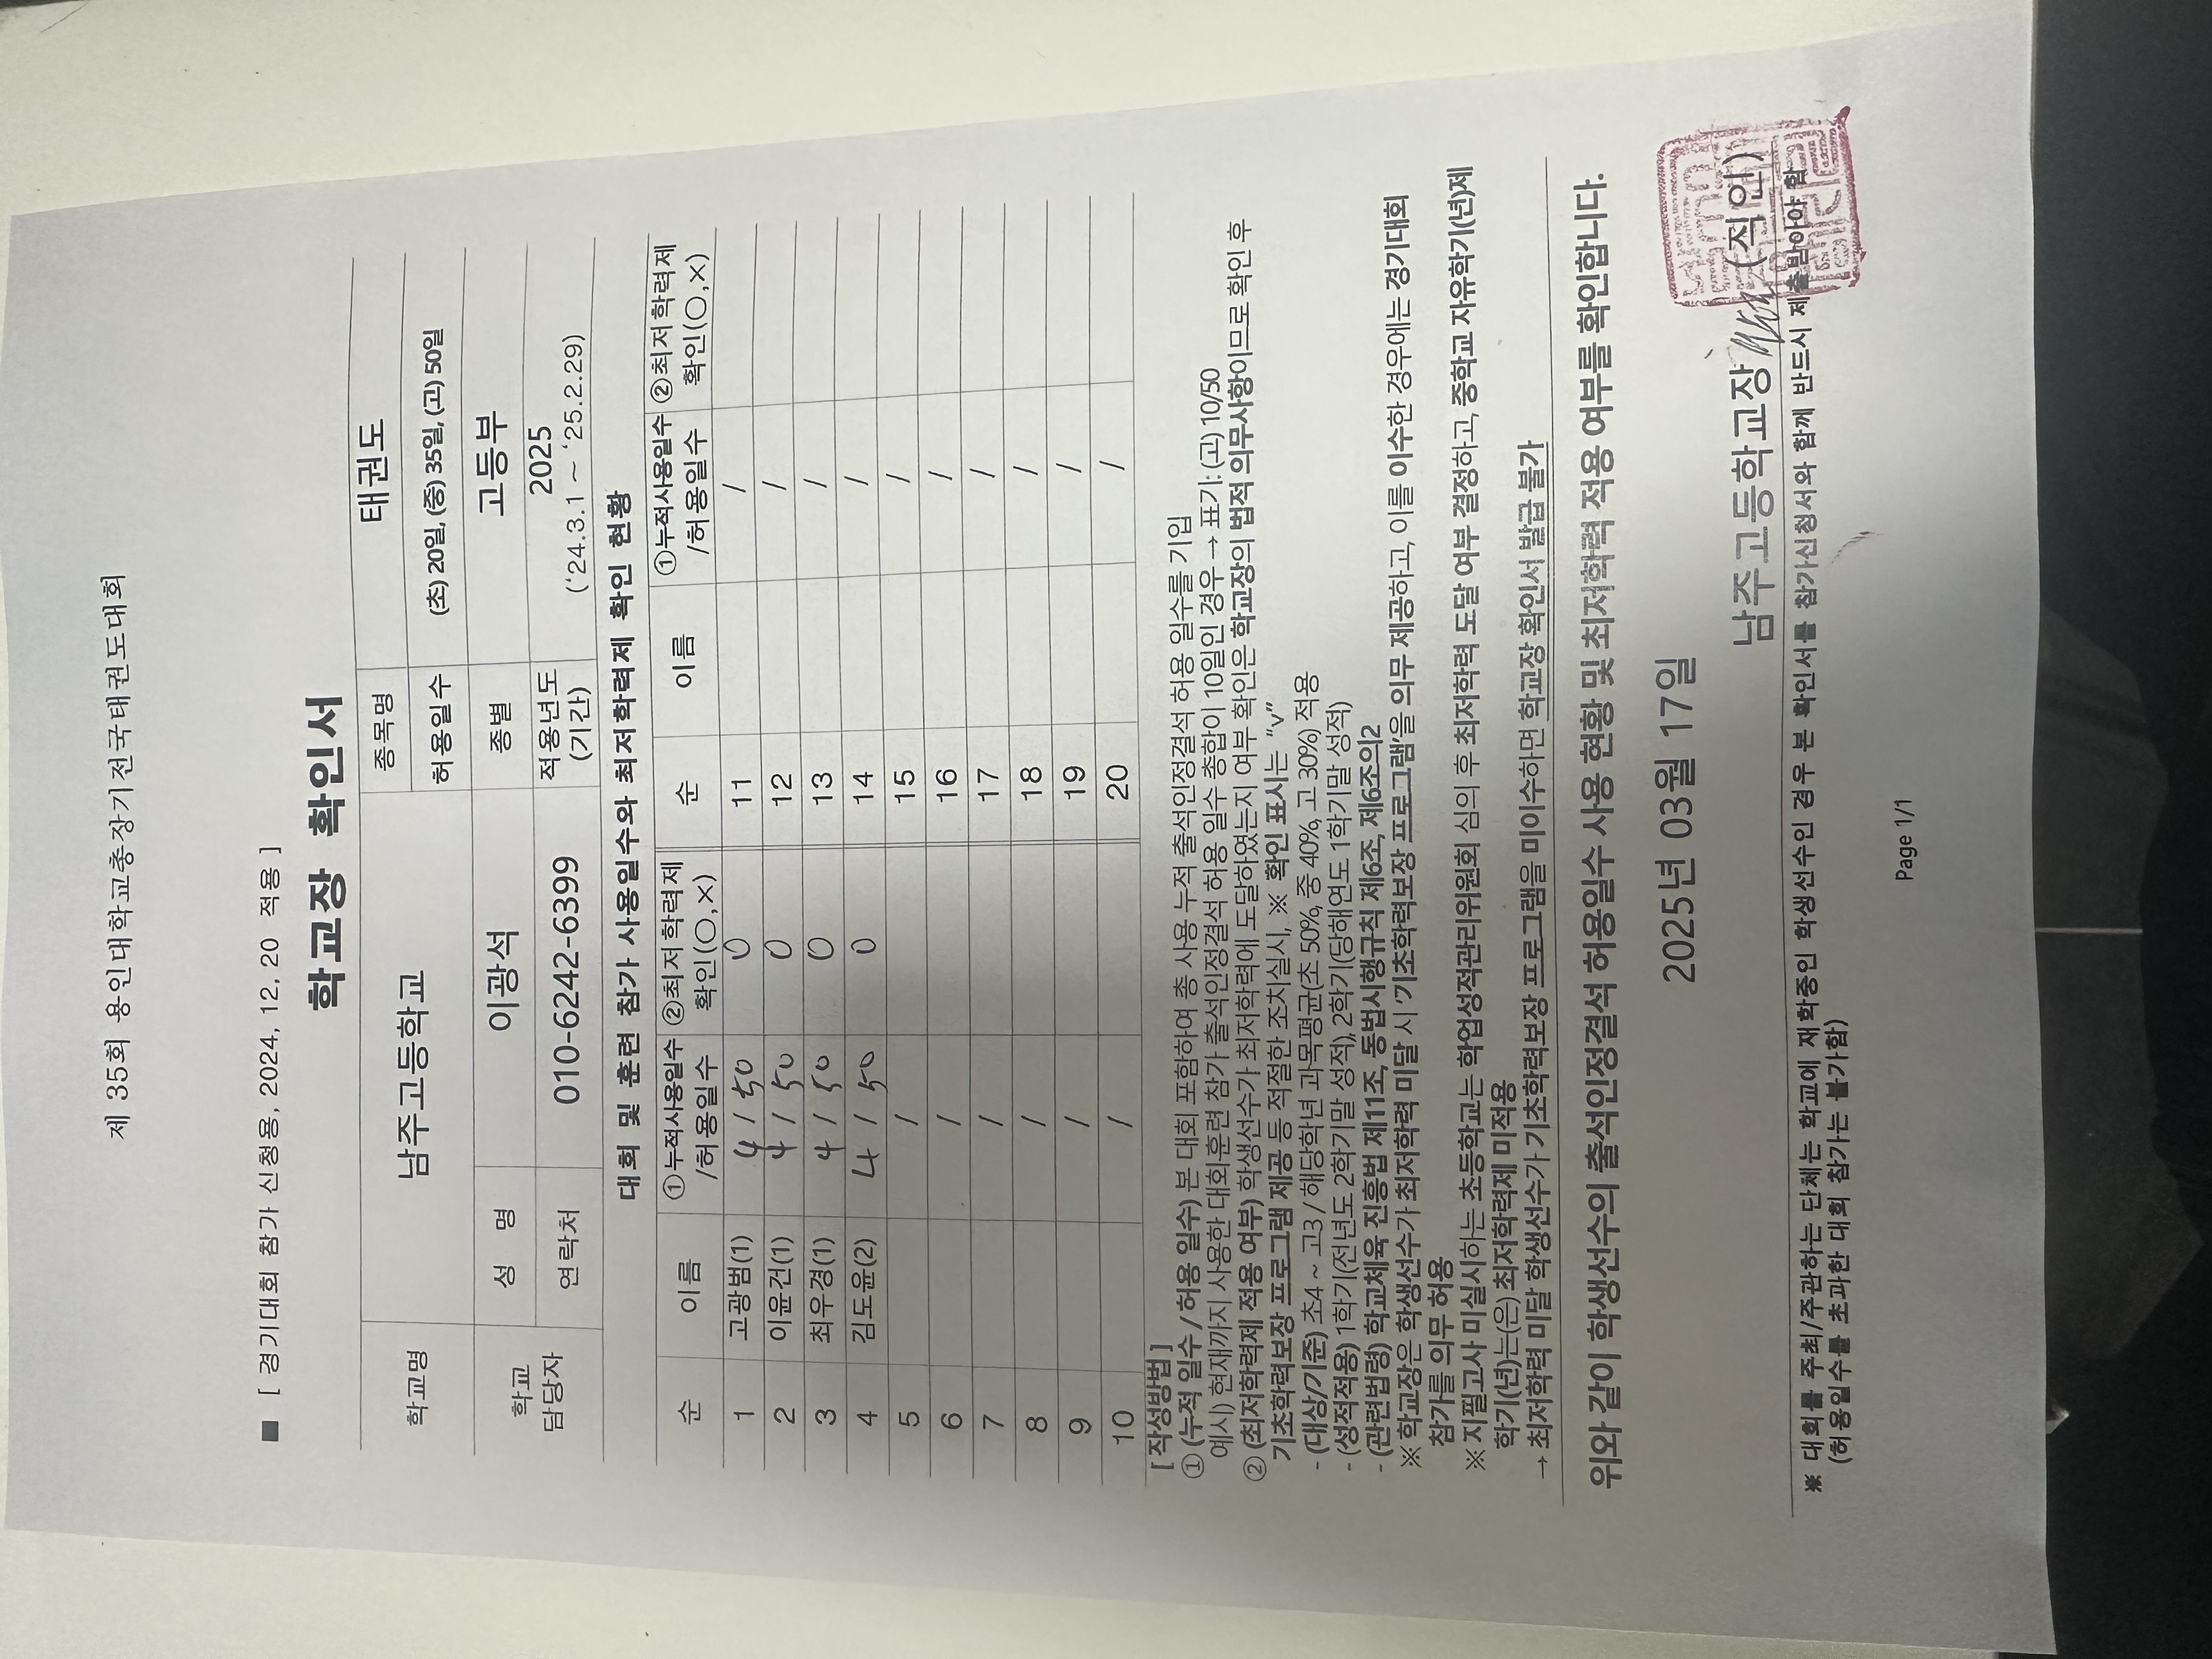 제 35회 용인대학교총장기전국태권도대회
■ [ 경기대회 참가 신청용, 2024, 12, 20 적용 ]
학교장 확인서
학교명 남주고등학교 종목명 태권도
허용일수 (초) 20일, (중) 35일, (고) 50일
학교 담당자 성 명 이광석 종별 고등부
연락처 010-6242-6399 적용년도 (기간) 2025 ('24.3.1 ~ '25.2.29)
대회 및 훈련 참가 사용일수와 최저학력제 확인 현황
순 이름 ①누적사용일수 /허용일수 ②최저학력제 확인(○,×) 순 이름 ①누적사용일수 /허용일수 ②최저학력제 확인(○,×)
1 고광범(1) 4 / 50 O 11 /
2 이윤건(1) 4 / 50 O 12 /
3 최우경(1) 4 / 50 O 13 /
4 김도윤(2) 4 / 50 O 14 /
5 / 15 /
6 / 16 /
7 / 17 /
8 / 18 /
9 / 19 /
10 / 20 /
[ 작성방법 ]
① (누적 일수 / 허용 일수) 본 대회 포함하여 총 사용 누적 출석인정결석 허용 일수를 기입
예시) 현재까지 사용한 대회훈련 참가 출석인정결석 허용 일수 총합이 10일인 경우 → 표기: (고) 10/50
② (최저학력제 적용 여부) 학생선수가 최저학력에 도달하였는지 여부 확인은 학교장의 법적 의무사항이므로 확인 후
기초학력보장 프로그램 제공 등 적절한 조치실시, ※ 확인 표시는 "v"
- (대상/기준) 초4 ~ 고3 / 해당학년 과목평균(초 50%, 중 40%, 고 30%) 적용
- (성적적용) 1학기(전년도 2학기말 성적), 2학기(당해연도 1학기말 성적)
- (관련법령) 학교체육 진흥법 제11조, 동법시행규칙 제6조, 제6조의2
※ 학교장은 학생선수가 최저학력 미달 시 '기초학력보장 프로그램'을 의무 제공하고, 이를 이수한 경우에는 경기대회
참가를 의무 허용
※ 지필고사 미실시하는 초등학교는 학업성적관리위원회 심의 후 최저학력 도달 여부 결정하고, 중학교 자유학기(년)제
학기(년)는(은) 최저학력제 미적용
→ 최저학력 미달 학생선수가 기초학력보장 프로그램을 미이수하면 학교장 확인서 발급 불가
위와 같이 학생선수의 출석인정결석 허용일수 사용 현황 및 최저학력 적용 여부를 확인합니다.
2025년 03월 17일
남주고등학교장 (직인)
※ 대회를 주최/주관하는 단체는 학교에 재학중인 학생선수인 경우 본 확인서를 참가신청서와 함께 반드시 제출받아야 함
(허용일수를 초과한 대회 참가는 불가함)
Page 1/1